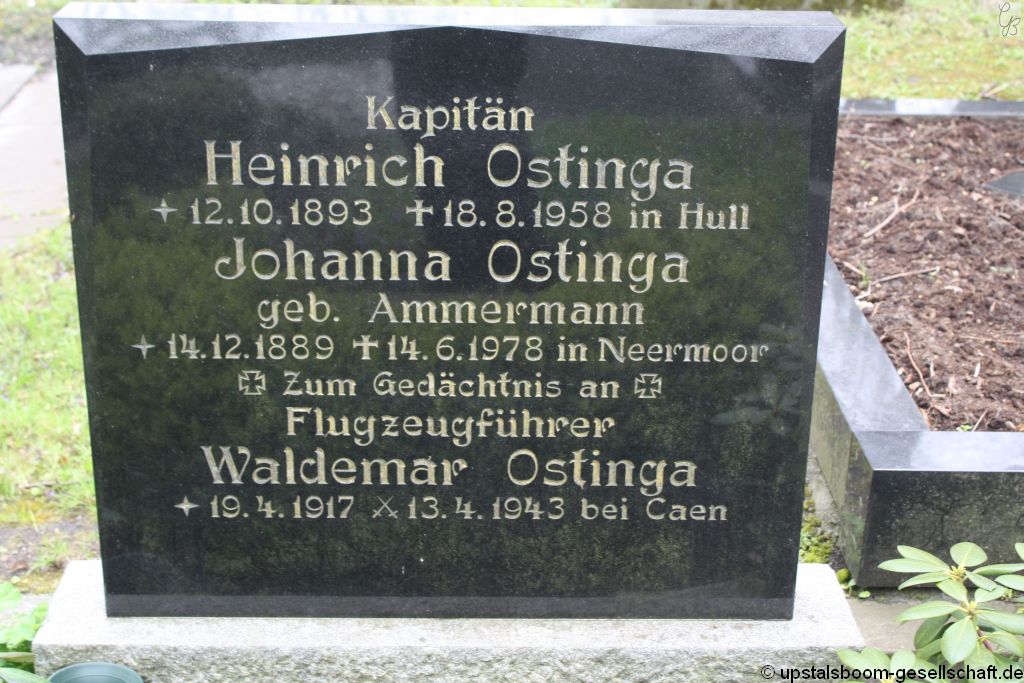 Kapitän
Heinrich Ostinga
12.10.1893 18.8.1958 in Hull
Johanna Ostinga
geb. Ammermann
14.12.1889 14.6.1978 in Neermoor
Zum Gedächtnis an
Flugzeugführer
Waldemar Ostinga
19.4.1917 13.4.1943 bei Caen
© upstalsboom-gesellschaft.de